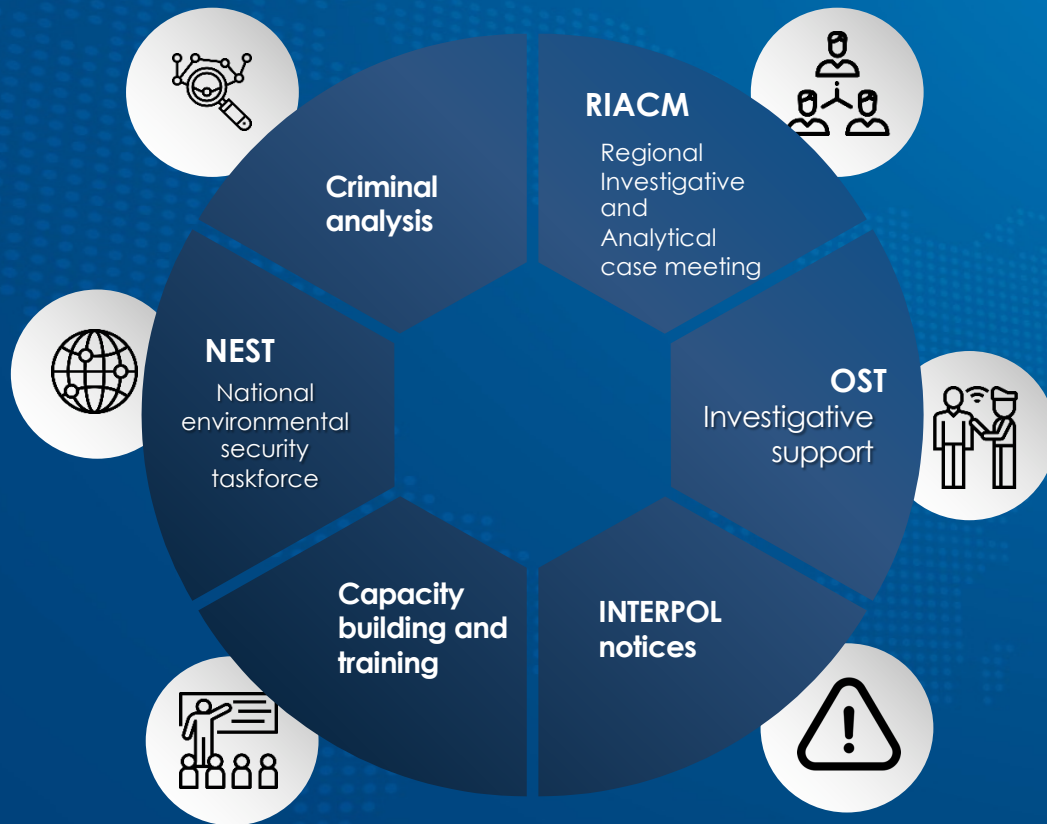 Criminal
analysis
RIACM
Regional
Investigative
and
Analytical
case meeting
OST
Investigative
support
INTERPOL
notices
Capacity
building and
training
NEST
National
environmental
security
taskforce